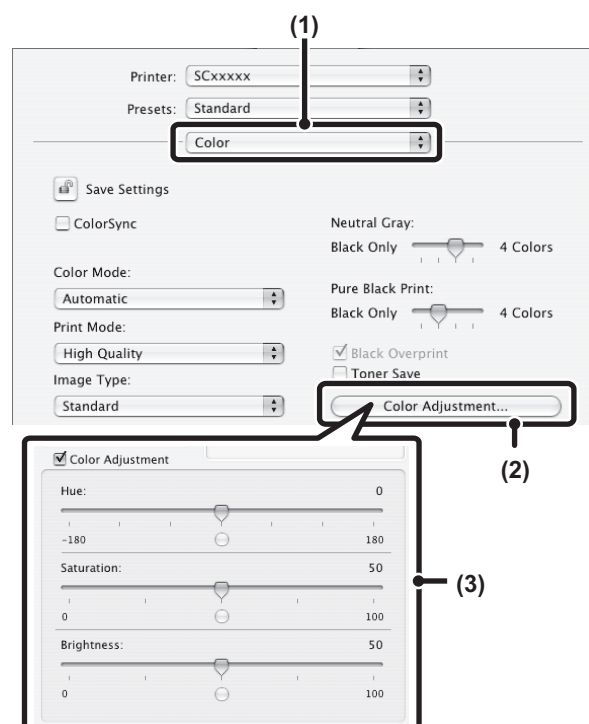 (1)
Printer: SCxxxxx
Presets: Standard
Color
Save Settings
ColorSync
Color Mode:
Automatic
Print Mode:
High Quality
Image Type:
Standard
Neutral Gray:
Black Only 4 Colors
Pure Black Print:
Black Only 4 Colors
Black Overprint
Toner Save
Color Adjustment...
(2)
Color Adjustment
Hue: 0
-180 180
Saturation: 50
0 100
Brightness: 50
0 100
(3)